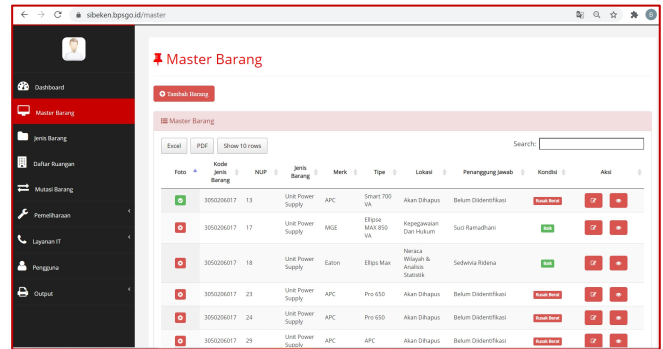 sibeken.bpsgo.id/master
Master Barang
Dashboard
Master Barang
Jenis Barang
Daftar Ruangan
Mutasi Barang
Pemeliharaan
Layanan IT
Pengguna
Output
Tambah Barang
Master Barang
Excel PDF Show 10 rows Search:
Foto Kode Jenis Barang NUP Jenis Barang Merk Tipe Lokasi Penanggung Jawab Kondisi Aksi
3050206017 13 Unit Power Supply APC Smart 700 VA Akan Dihapus Belum Diidentifikasi Rusak Berat
3050206017 17 Unit Power Supply MGE Ellipse MAX 850 VA Kepegawaian Dan Hukum Suci Ramadhani Baik
3050206017 18 Unit Power Supply Eaton Ellips Max Neraca Wilayah & Analisis Statistik Sedwivia Ridena Baik
3050206017 23 Unit Power Supply APC Pro 650 Akan Dihapus Belum Diidentifikasi Rusak Berat
3050206017 24 Unit Power Supply APC Pro 650 Akan Dihapus Belum Diidentifikasi Rusak Berat
3050206017 29 Unit Power Supply APC APC Akan Dihapus Belum Diidentifikasi Rusak Berat